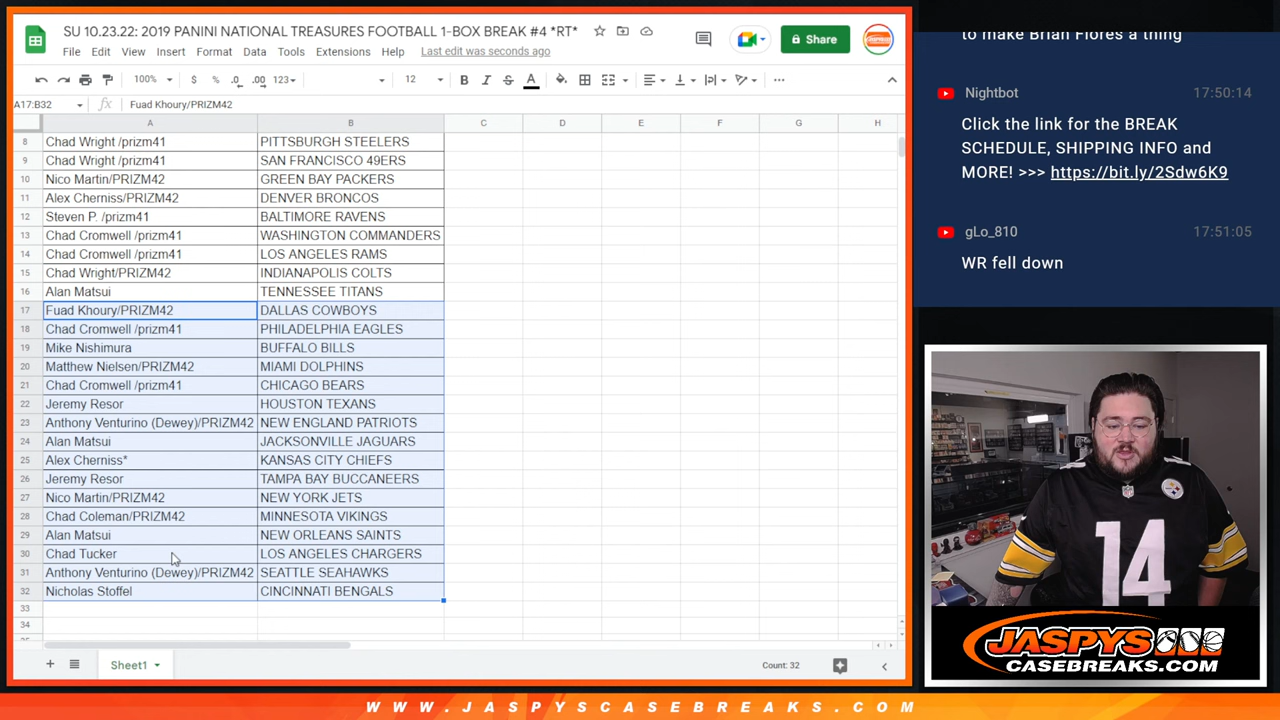 SU 10.23.22: 2019 PANINI NATIONAL TREASURES FOOTBALL 1-BOX BREAK #4 *RT*
File Edit View Insert Format Data Tools Extensions Help Last edit was seconds ago
Share
100% $ % .0 .00 123 12 B I S A
A17:B32 fx Fuad Khoury/PRIZM42
A B C D E F G H
8 Chad Wright /prizm41 PITTSBURGH STEELERS
9 Chad Wright /prizm41 SAN FRANCISCO 49ERS
10 Nico Martin/PRIZM42 GREEN BAY PACKERS
11 Alex Cherniss/PRIZM42 DENVER BRONCOS
12 Steven P. /prizm41 BALTIMORE RAVENS
13 Chad Cromwell /prizm41 WASHINGTON COMMANDERS
14 Chad Cromwell /prizm41 LOS ANGELES RAMS
15 Chad Wright/PRIZM42 INDIANAPOLIS COLTS
16 Alan Matsui TENNESSEE TITANS
17 Fuad Khoury/PRIZM42 DALLAS COWBOYS
18 Chad Cromwell /prizm41 PHILADELPHIA EAGLES
19 Mike Nishimura BUFFALO BILLS
20 Matthew Nielsen/PRIZM42 MIAMI DOLPHINS
21 Chad Cromwell /prizm41 CHICAGO BEARS
22 Jeremy Resor HOUSTON TEXANS
23 Anthony Venturino (Dewey)/PRIZM42 NEW ENGLAND PATRIOTS
24 Alan Matsui JACKSONVILLE JAGUARS
25 Alex Cherniss* KANSAS CITY CHIEFS
26 Jeremy Resor TAMPA BAY BUCCANEERS
27 Nico Martin/PRIZM42 NEW YORK JETS
28 Chad Coleman/PRIZM42 MINNESOTA VIKINGS
29 Alan Matsui NEW ORLEANS SAINTS
30 Chad Tucker LOS ANGELES CHARGERS
31 Anthony Venturino (Dewey)/PRIZM42 SEATTLE SEAHAWKS
32 Nicholas Stoffel CINCINNATI BENGALS
33
34
Sheet1
Count: 32
to make Brian Flores a thing
Nightbot 17:50:14
Click the link for the BREAK
SCHEDULE, SHIPPING INFO and
MORE! >>> https://bit.ly/2Sdw6K9
gLo_810 17:51:05
WR fell down
14
JASPYS
CASEBREAKS.COM
WWW.JASPYSCASEBREAKS.COM